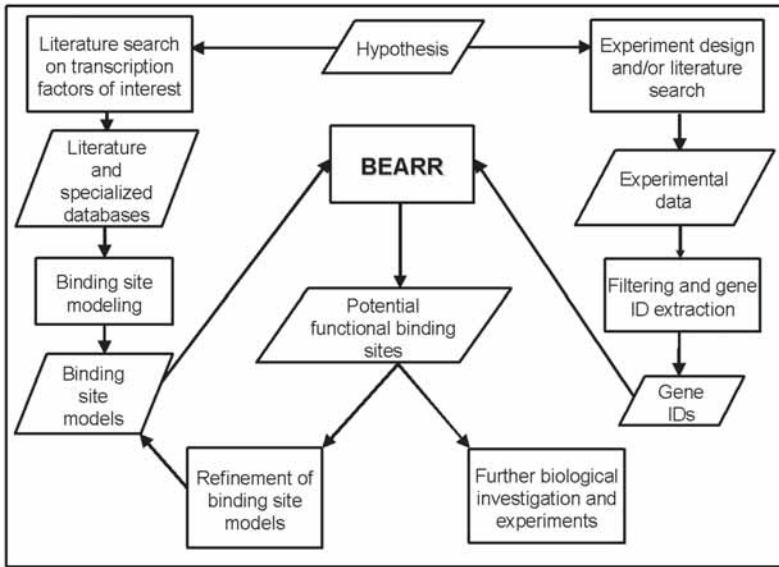 Literature search
on transcription
factors of interest
Hypothesis
Experiment design
and/or literature
search
Literature
and
specialized
databases
BEARR
Experimental
data
Binding site
modeling
Potential
functional binding
sites
Filtering and gene
ID extraction
Binding
site
models
Gene
IDs
Refinement of
binding site
models
Further biological
investigation and
experiments